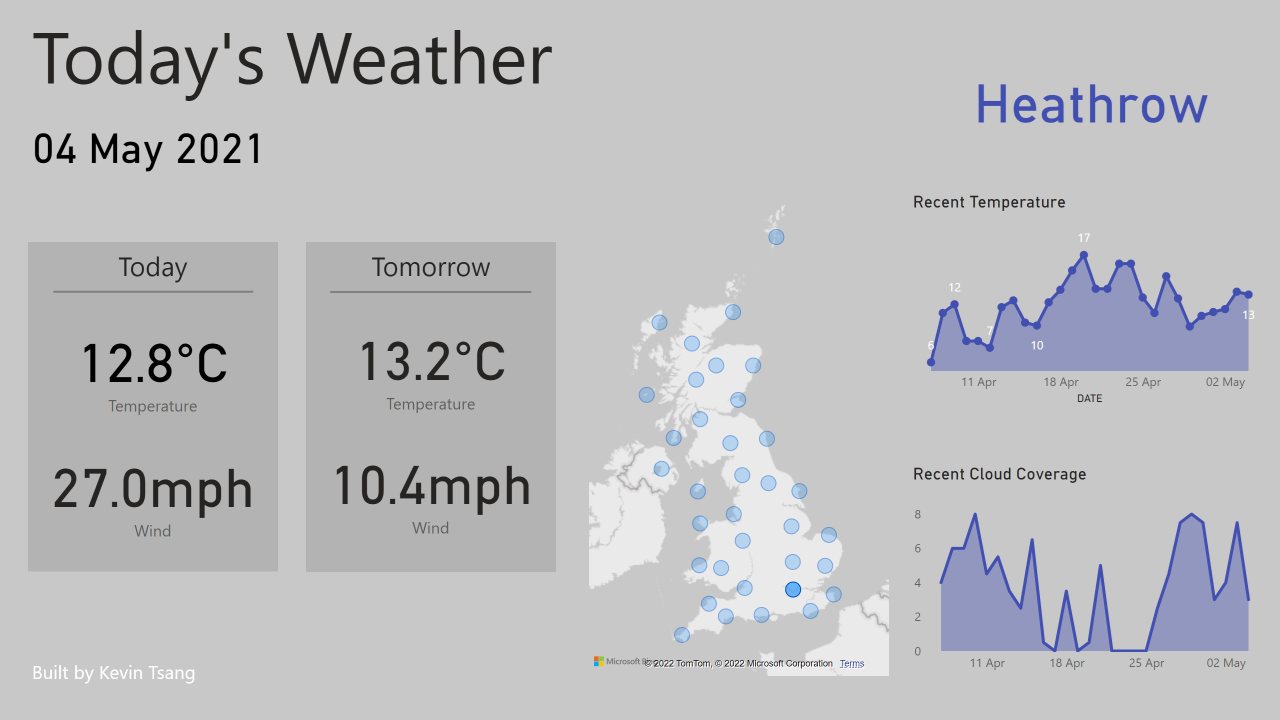 Today's Weather
04 May 2021
Heathrow
Today
12.8°C
Temperature
27.0mph
Wind
Tomorrow
13.2°C
Temperature
10.4mph
Wind
Microsoft
© 2022 TomTom, © 2022 Microsoft Corporation Terms
Recent Temperature
17
12
7
6
10
13
11 Apr 18 Apr 25 Apr 02 May
DATE
Recent Cloud Coverage
8
6
4
2
0
11 Apr 18 Apr 25 Apr 02 May
Built by Kevin Tsang